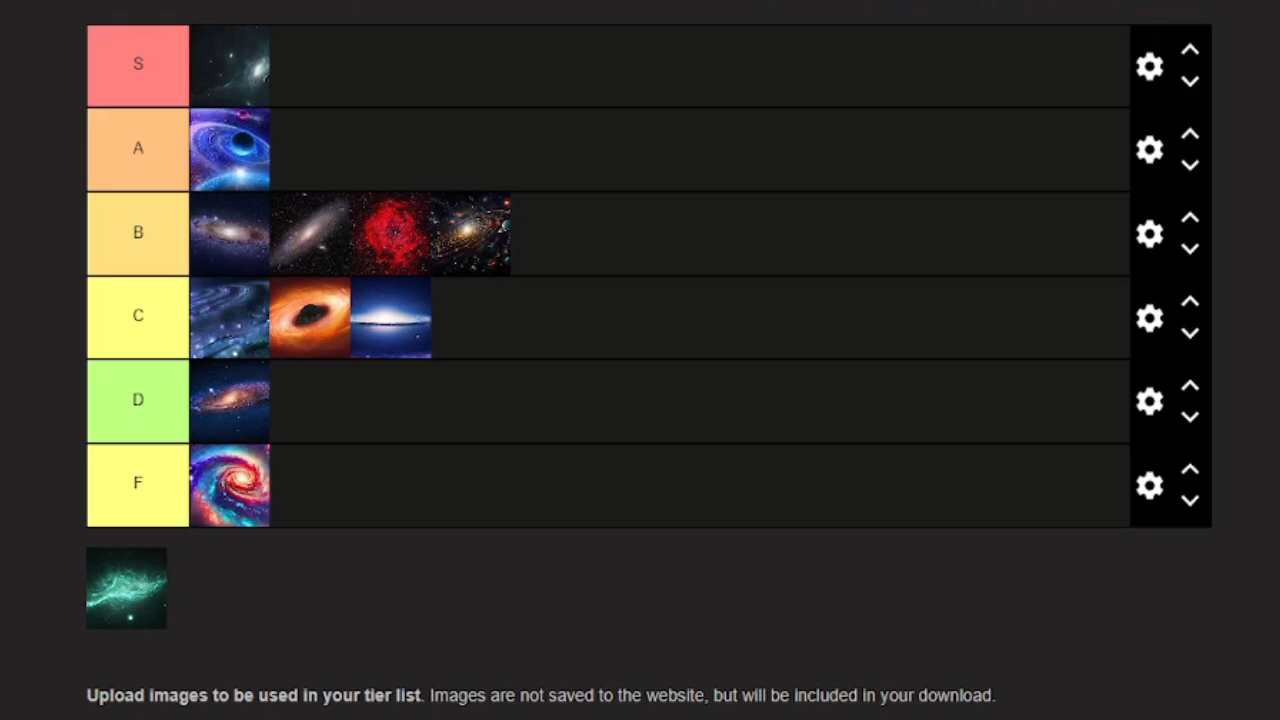 S
A
B
C
D
F
Upload images to be used in your tier list. Images are not saved to the website, but will be included in your download.